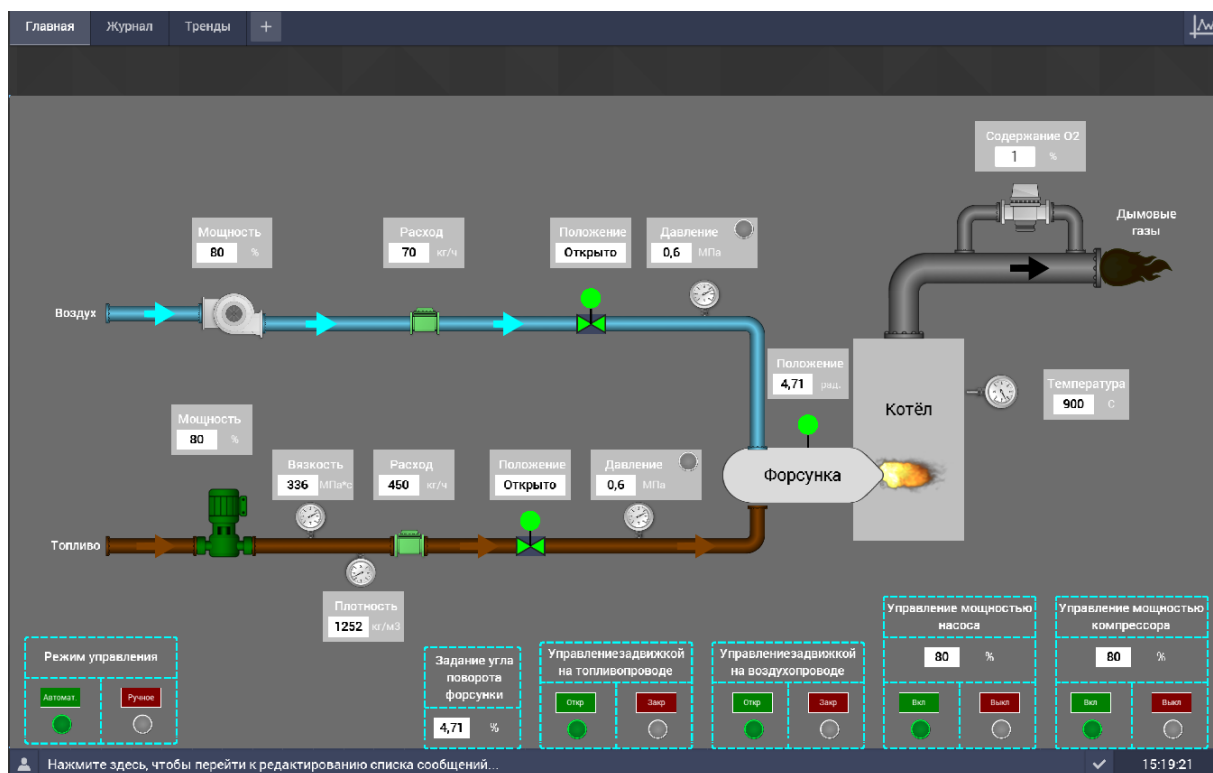 Главная Журнал Тренды +
Содержание O2
1 %
Дымовые
газы
Мощность
80 %
Расход
70 кг/ч
Положение
Открыто
Давление
0,6 МПа
Воздух
Положение
4,71 рад.
Котёл
Температура
900 С
Мощность
80 %
Вязкость
336 МПа*с
Расход
450 кг/ч
Положение
Открыто
Давление
0,6 МПа
Форсунка
Топливо
Плотность
1252 кг/м3
Режим управления
Автомат.
Ручное
Задание угла
поворота
форсунки
4,71 %
Управлениезадвижкой
на топливопроводе
Откр
Закр
Управлениезадвижкой
на воздухопроводе
Откр
Закр
Управление мощностью
насоса
80 %
Вкл
Выкл
Управление мощностью
компрессора
80 %
Вкл
Выкл
Нажмите здесь, чтобы перейти к редактированию списка сообщений...
15:19:21